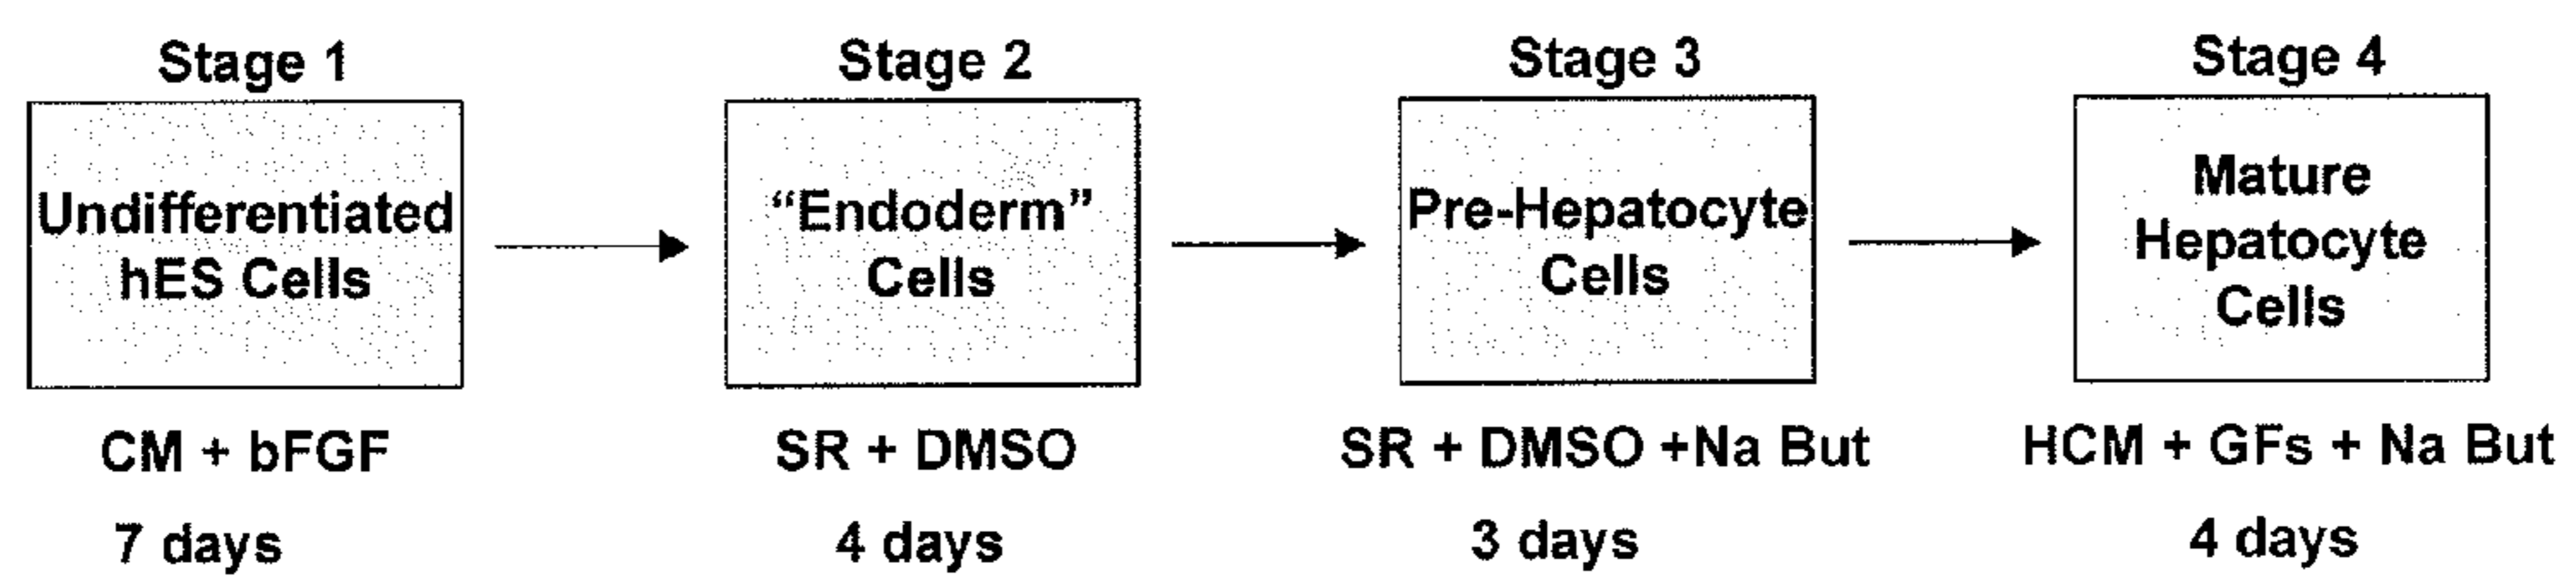 Stage 1
Undifferentiated
hES Cells
CM + bFGF
7 days
Stage 2
“Endoderm”
Cells
SR + DMSO
4 days
Stage 3
Pre-Hepatocyte
Cells
SR + DMSO +Na But
3 days
Stage 4
Mature
Hepatocyte
Cells
HCM + GFs + Na But
4 days